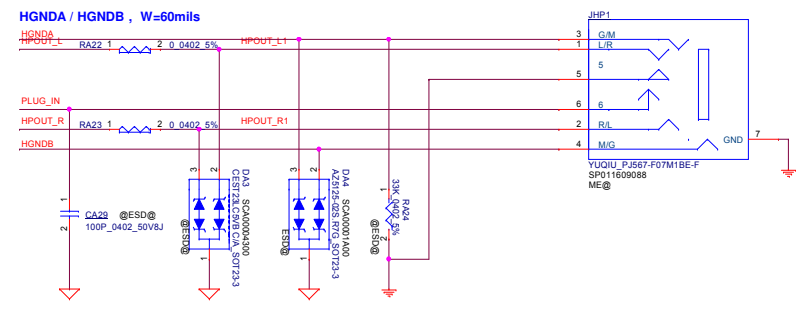 HGNDA / HGNDB , W=60mils
JHP1
HGNDA
3 G/M
HPOUT_L RA22 1 2 0_0402_5% HPOUT_L1 1 L/R
5 5
PLUG_IN 6 6
HPOUT_R RA23 1 2 0_0402_5% HPOUT_R1 2 R/L
HGNDB 4 M/G
GND 7
YUQIU_PJ567-F07M1BE-F
SP011609088
ME@
1
2
CA29 @ESD@
100P_0402_50V8J
3
2
1
DA3 SCA00004300
@ESD@
3
2
1
DA4 SCA00001A00
AZ5125-02S.R7G_SOT23-3
ESD@
1
2
RA24
33K_0402_5%
@ESD@